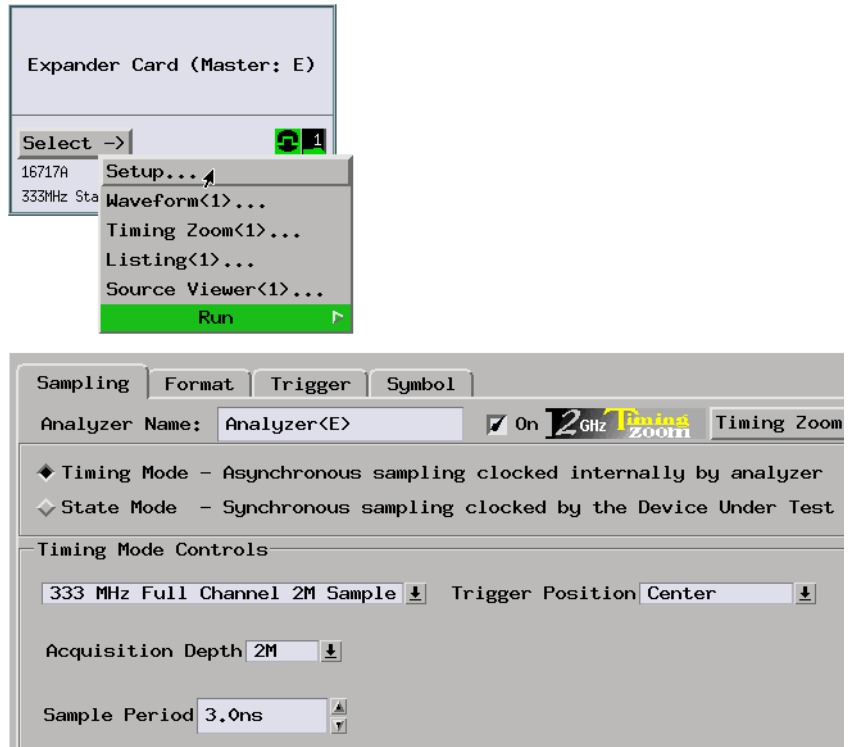 Expander Card (Master: E)
Select ->
1
16717A
333MHz Sta
Setup...
Waveform<1>...
Timing Zoom<1>...
Listing<1>...
Source Viewer<1>...
Run
Sampling Format Trigger Symbol
Analyzer Name: Analyzer<E> On 2 GHz Timing zoom Timing Zoom
Timing Mode - Asynchronous sampling clocked internally by analyzer
State Mode - Synchronous sampling clocked by the Device Under Test
Timing Mode Controls
333 MHz Full Channel 2M Sample Trigger Position Center
Acquisition Depth 2M
Sample Period 3.0ns